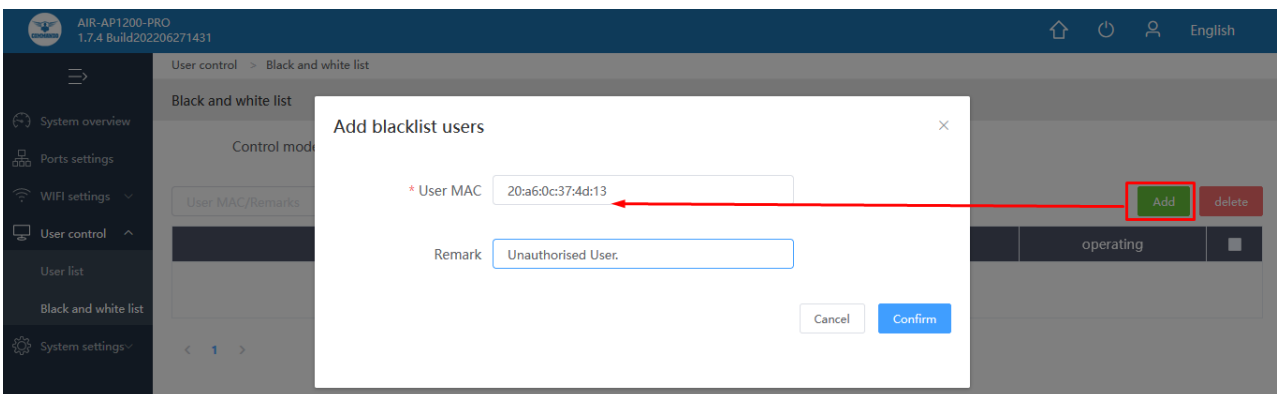 AIR-AP1200-PRO
1.7.4 Build202206271431
English
User control > Black and white list
Black and white list
System overview
Ports settings
WIFI settings
User control
User list
Black and white list
System settings
Control mode
User MAC/Remarks
Add
delete
operating
< 1 >
Add blacklist users
* User MAC
20:a6:0c:37:4d:13
Remark
Unauthorised User.
Cancel
Confirm